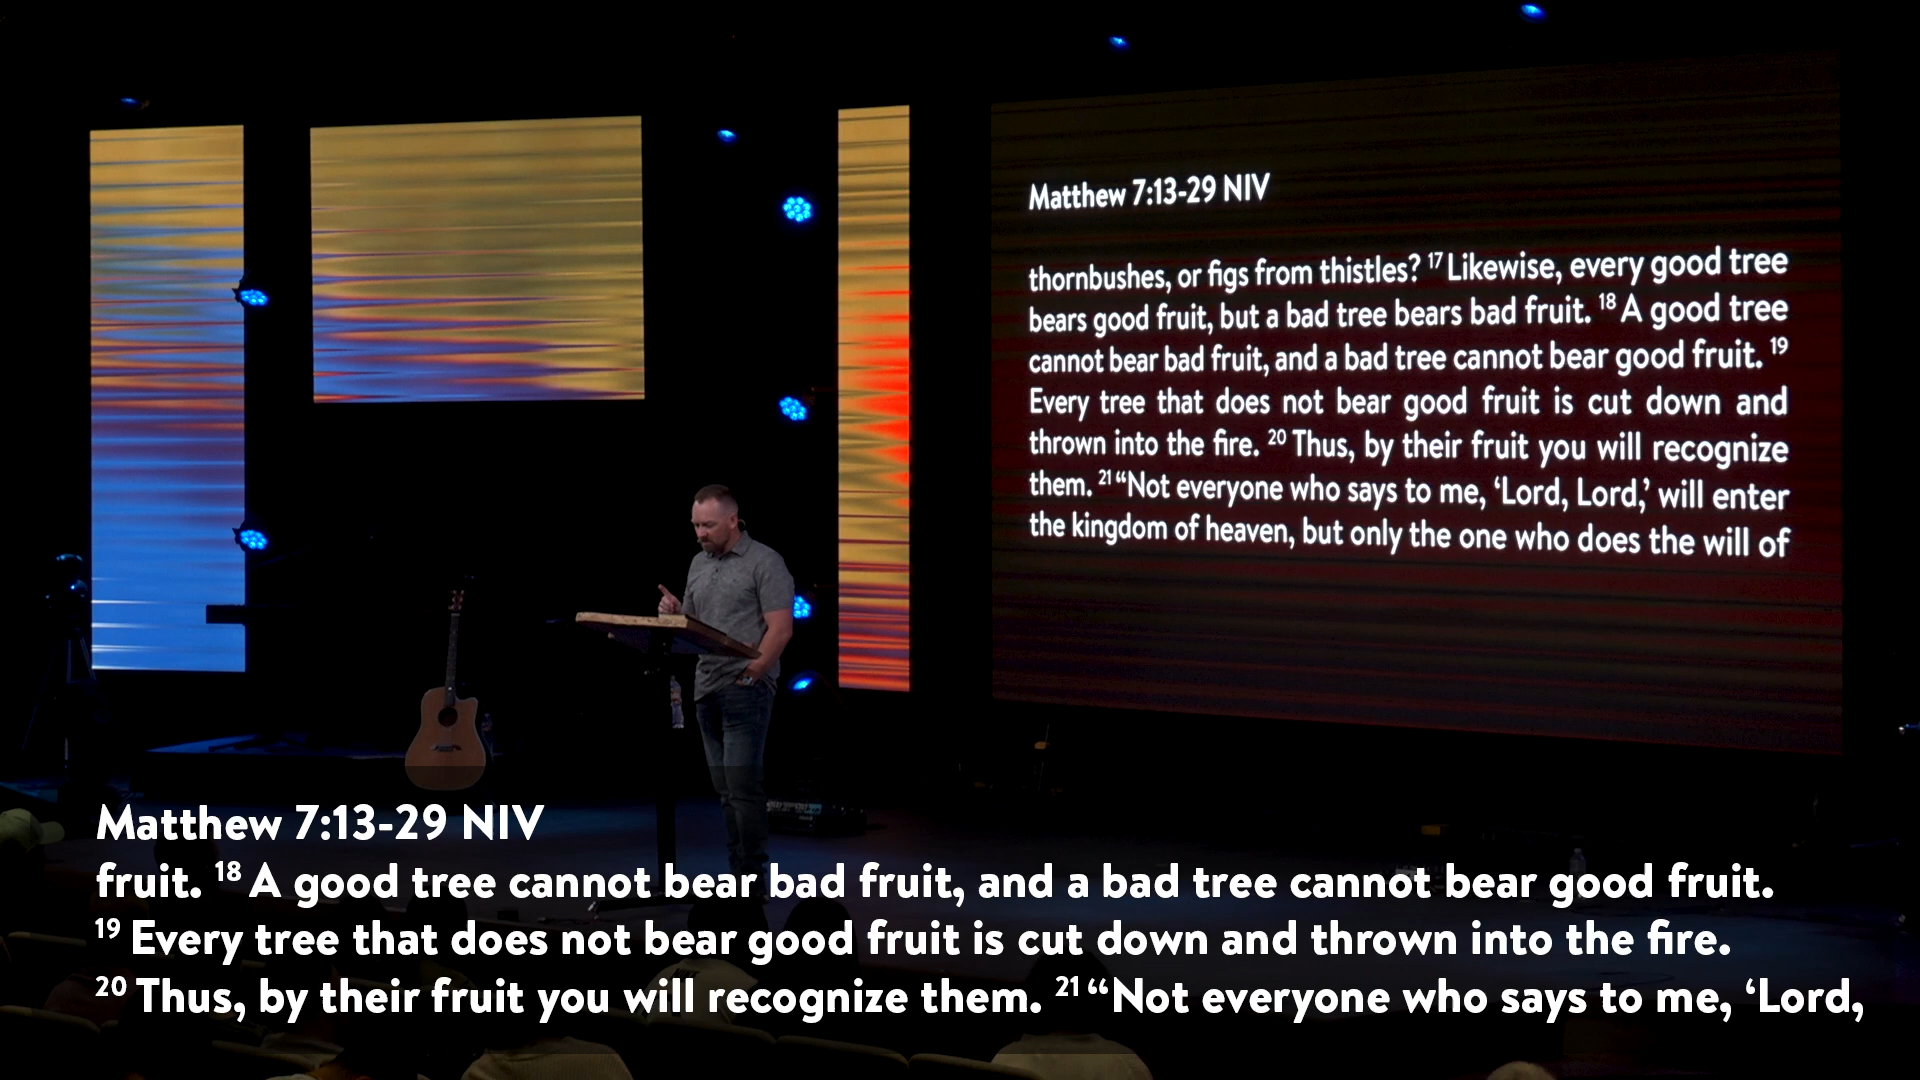 Matthew 7:13-29 NIV
thornbushes, or figs from thistles? 17 Likewise, every good tree
bears good fruit, but a bad tree bears bad fruit. 18 A good tree
cannot bear bad fruit, and a bad tree cannot bear good fruit. 19
Every tree that does not bear good fruit is cut down and
thrown into the fire. 20 Thus, by their fruit you will recognize
them. 21 “Not everyone who says to me, ‘Lord, Lord,’ will enter
the kingdom of heaven, but only the one who does the will of
Matthew 7:13-29 NIV
fruit. 18 A good tree cannot bear bad fruit, and a bad tree cannot bear good fruit.
19 Every tree that does not bear good fruit is cut down and thrown into the fire.
20 Thus, by their fruit you will recognize them. 21 “Not everyone who says to me, ‘Lord,